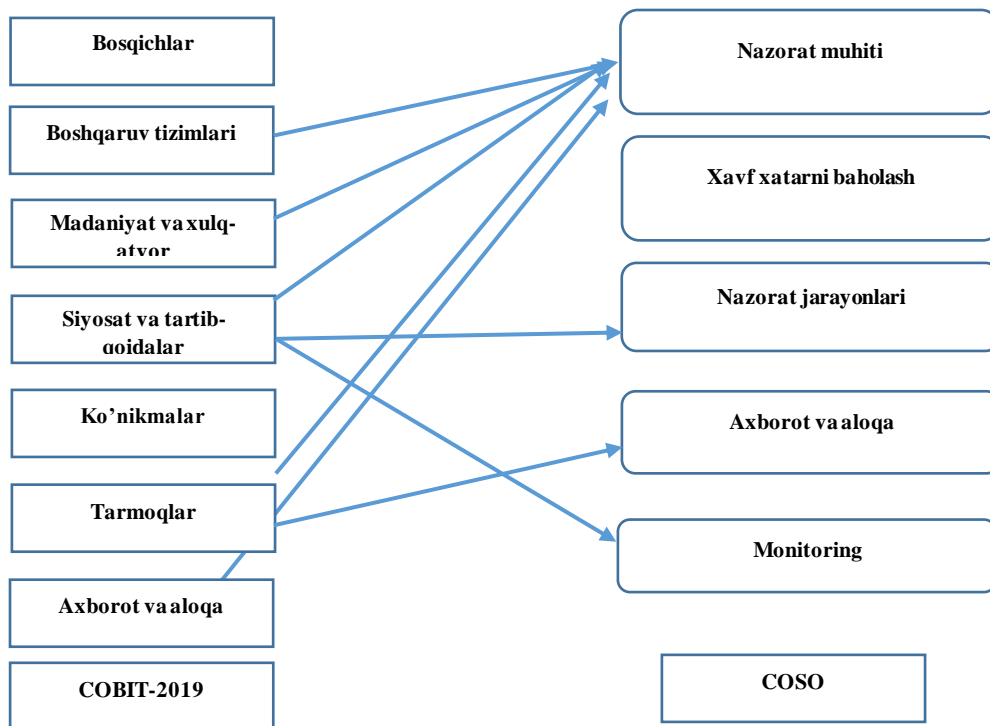 Bosqichlar
Boshqaruv tizimlari
Madaniyat va xulq-
atvor
Siyosat va tartib-
qoidalar
Ko’nikmalar
Tarmoqlar
Axborot va aloqa
COBIT-2019
Nazorat muhiti
Xavf xatarni baholash
Nazorat jarayonlari
Axborot va aloqa
Monitoring
COSO